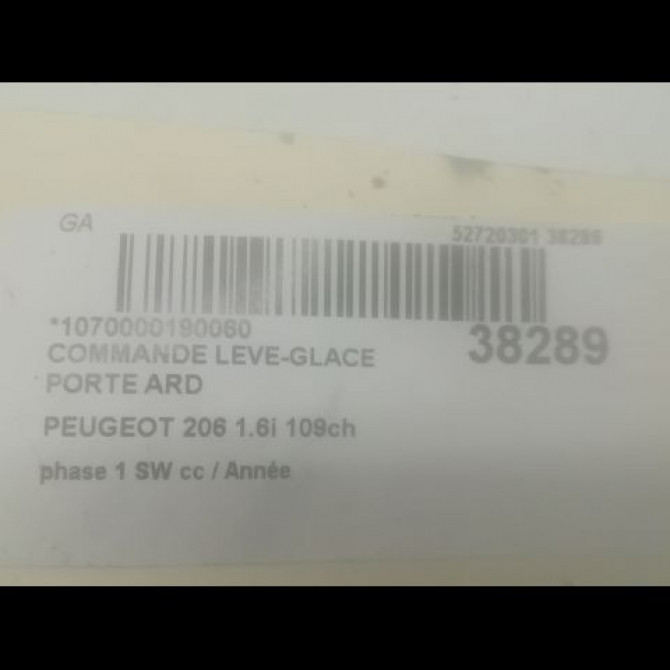 GA
52720301 38289
*1070000190060
38289
COMMANDE LEVE-GLACE
PORTE ARD
PEUGEOT 206 1.6i 109ch
phase 1 SW cc / Année